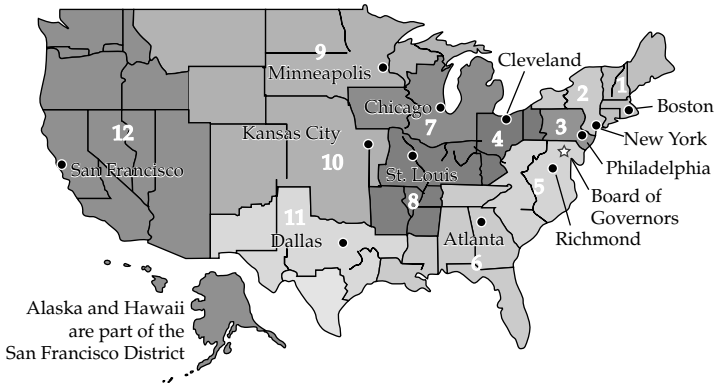 Cleveland
9
Minneapolis
2
1
Chicago
Boston
12
Kansas City
7
4
3
New York
San Francisco
10
St. Louis
Philadelphia
5
Board of
Governors
8
11
Richmond
Dallas
Atlanta
6
Alaska and Hawaii
are part of the
San Francisco District